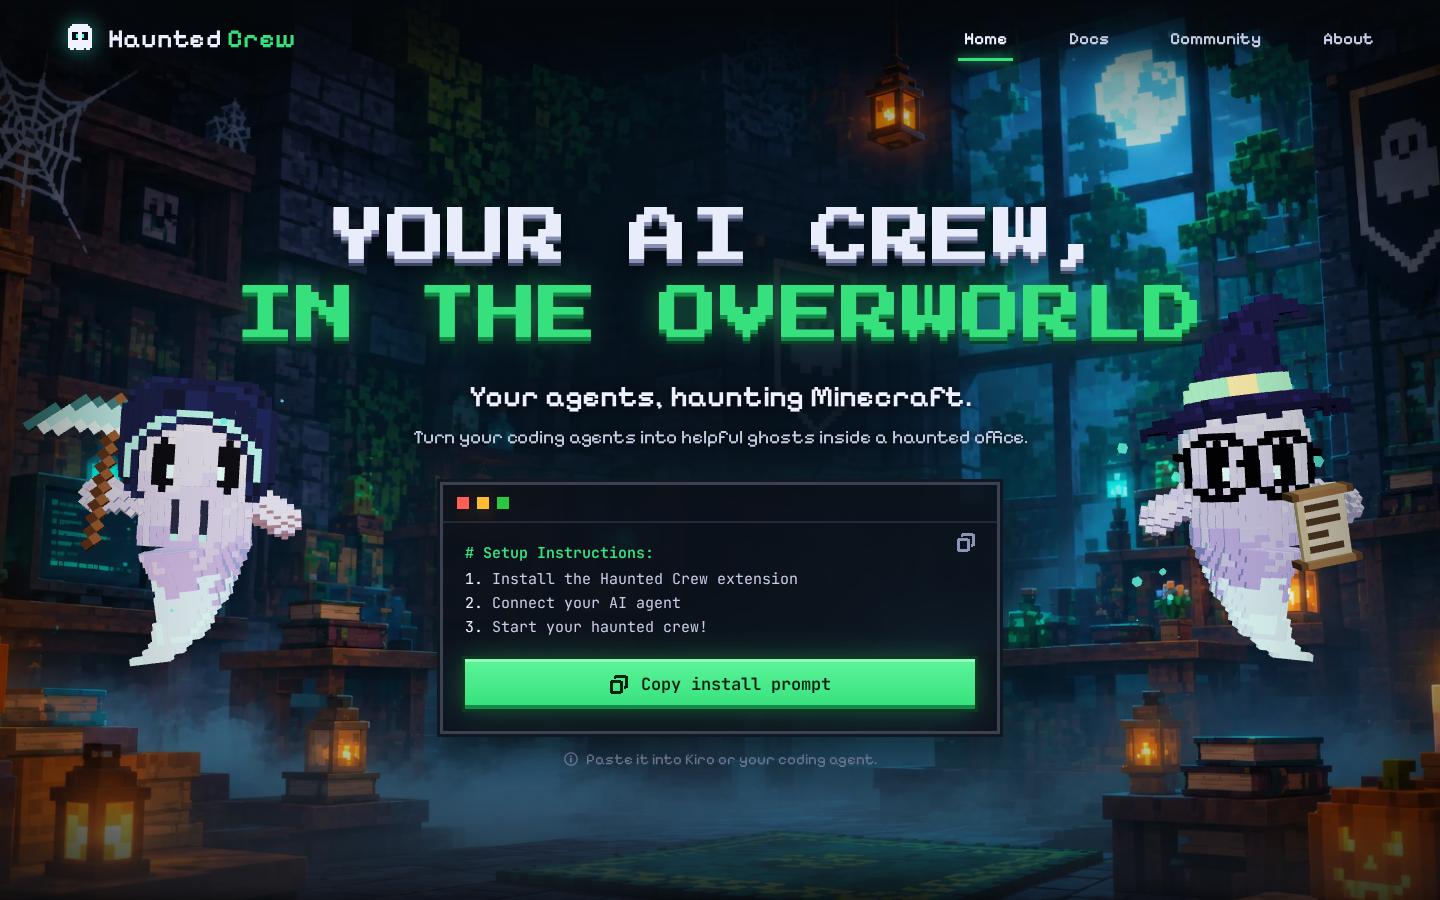 Haunted Crew
Home
Docs
Community
About
YOUR AI CREW,
IN THE OVERWORLD
Your agents, haunting Minecraft.
Turn your coding agents into helpful ghosts inside a haunted office.
# Setup Instructions:
1. Install the Haunted Crew extension
2. Connect your AI agent
3. Start your haunted crew!
Copy install prompt
Paste it into Kiro or your coding agent.